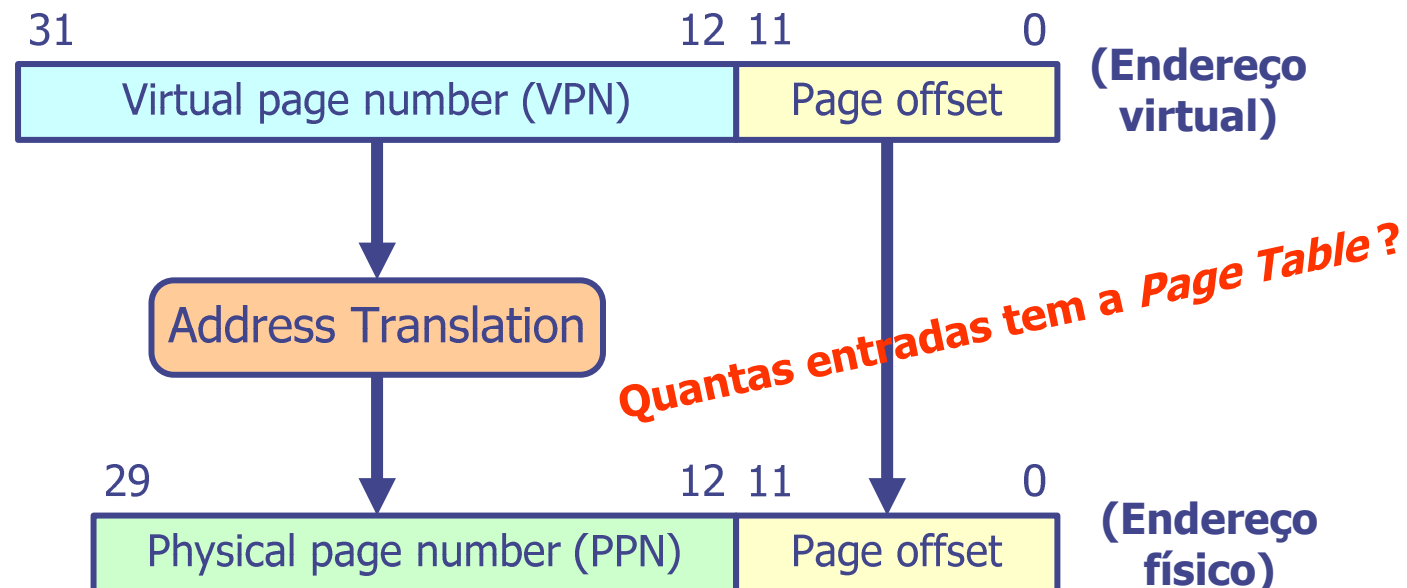 31 12 11 0
Virtual page number (VPN) Page offset
(Endereço
virtual)
Address Translation
Quantas entradas tem a Page Table?
29 12 11 0
Physical page number (PPN) Page offset
(Endereço
físico)